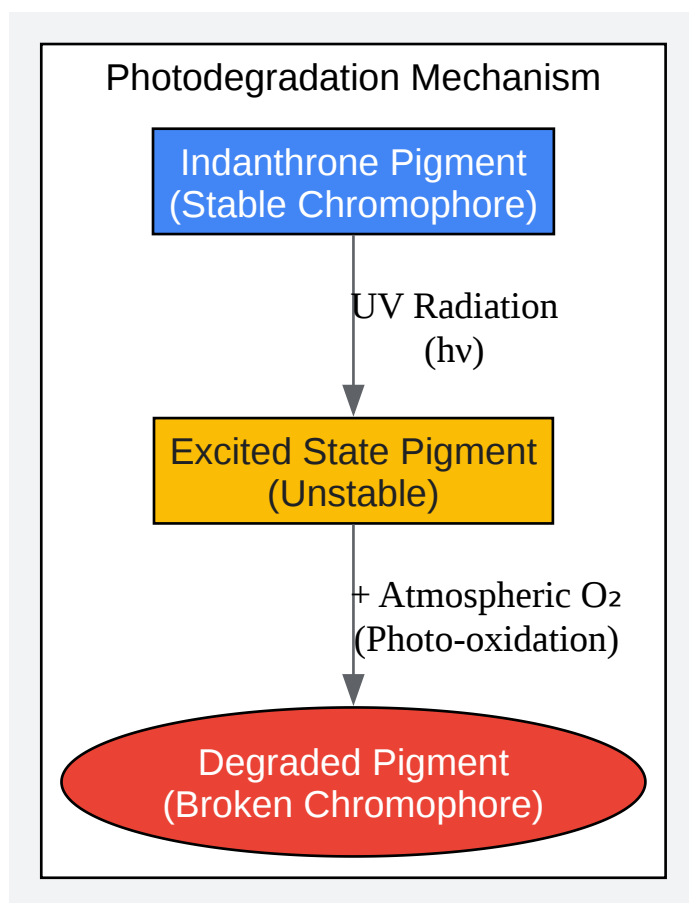 Photodegradation Mechanism
Indanthrone Pigment
(Stable Chromophore)
UV Radiation
(hν)
Excited State Pigment
(Unstable)
+ Atmospheric O₂
(Photo-oxidation)
Degraded Pigment
(Broken Chromophore)